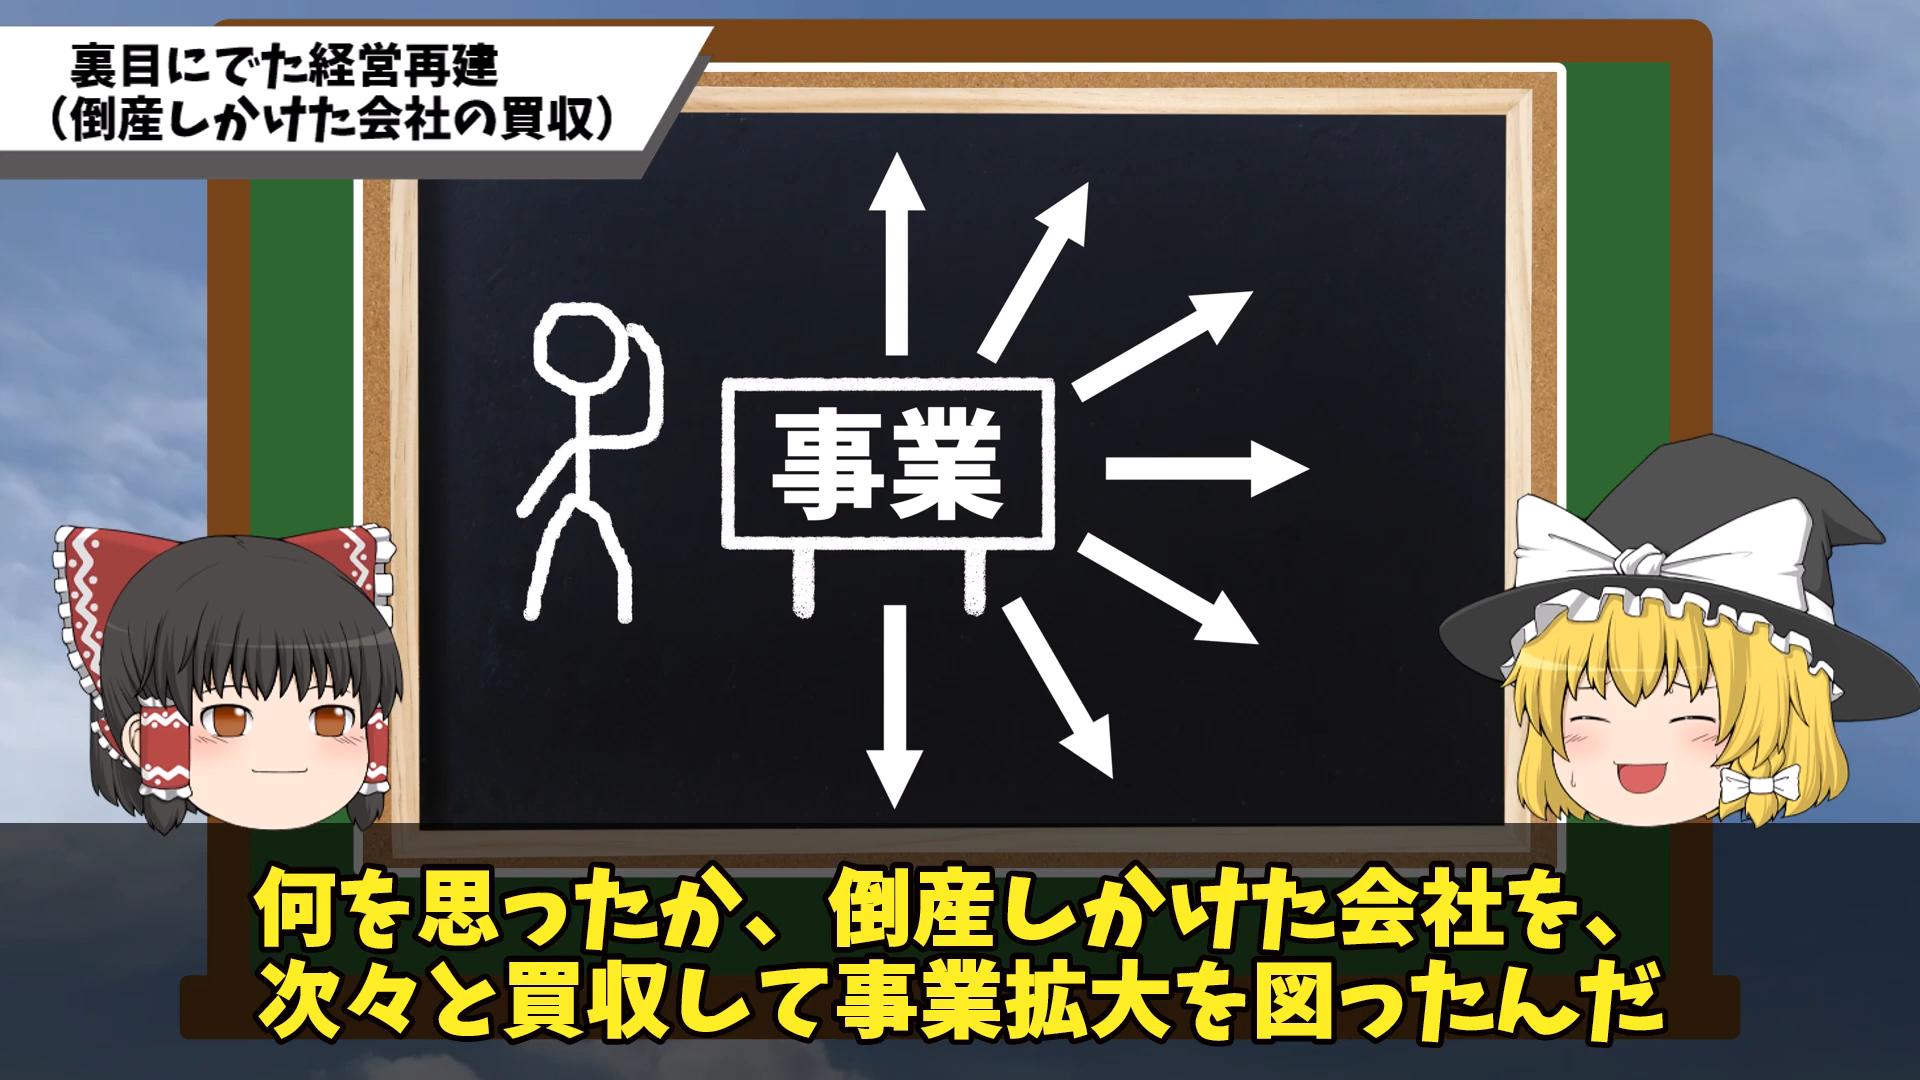 裏目にでた経営再建
（倒産しかけた会社の買収）
事業
何を思ったか、倒産しかけた会社を、
次々と買収して事業拡大を図ったんだ